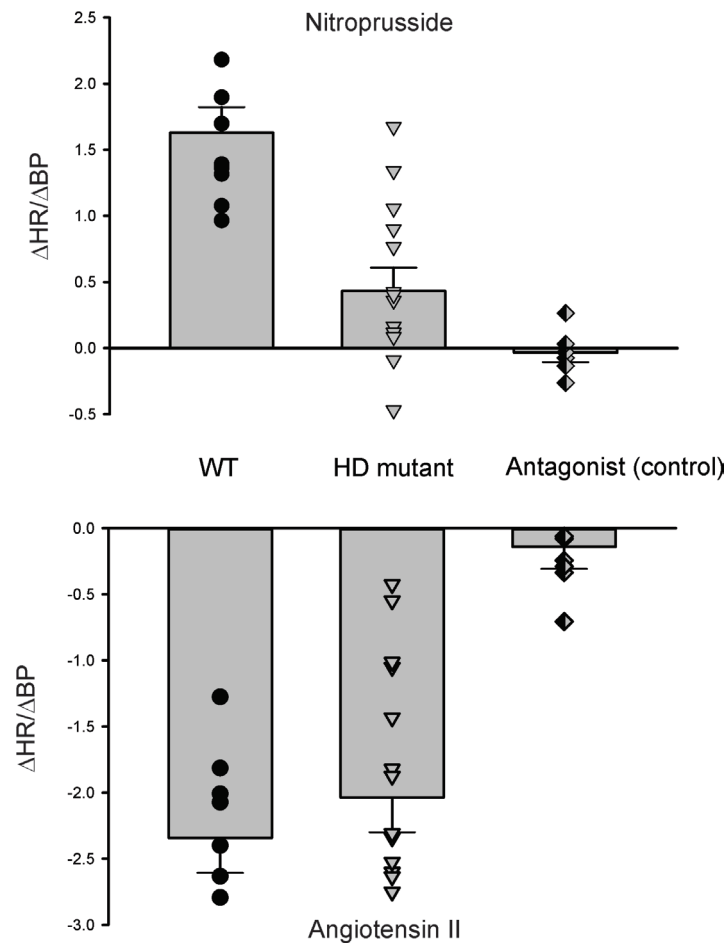 Nitroprusside
2.5
2.0
1.5
1.0
0.5
0.0
-0.5
ΔHR/ΔBP
WT HD mutant Antagonist (control)
0.0
-0.5
-1.0
-1.5
-2.0
-2.5
-3.0
ΔHR/ΔBP
Angiotensin II